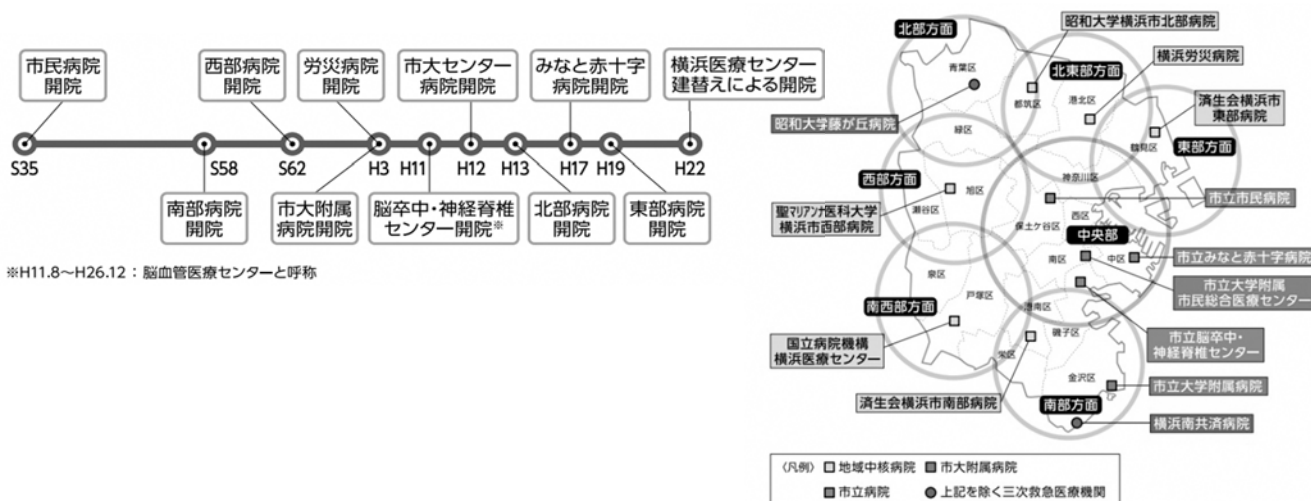 市民病院
開院
西部病院
開院
労災病院
開院
市大センター
病院開院
みなと赤十字
病院開院
横浜医療センター
建替えによる開院
S35
S58
S62
H3
H11
H12
H13
H17
H19
H22
南部病院
開院
市大附属
病院開院
脳卒中・神経脊椎
センター開院※
北部病院
開院
東部病院
開院
※H11.8~H26.12:脳血管医療センターと呼称
昭和大学横浜市北部病院
北部方面
横浜労災病院
北東部方面
青葉区
都筑区
港北区
済生会横浜市
東部病院
昭和大学藤が丘病院
緑区
鶴見区
東部方面
西部方面
神奈川区
旭区
瀬谷区
市立市民病院
聖マリアンナ医科大学
横浜市西部病院
保土ケ谷区
西区
中央部
南区
中区
市立みなと赤十字病院
泉区
市立大学附属
市民総合医療センター
戸塚区
南西部方面
港南区
磯子区
市立脳卒中・
神経脊椎センター
国立病院機構
横浜医療センター
栄区
金沢区
市立大学附属病院
済生会横浜市南部病院
南部方面
横浜南共済病院
〈凡例〉 地域中核病院 市大附属病院
市立病院 上記を除く三次救急医療機関